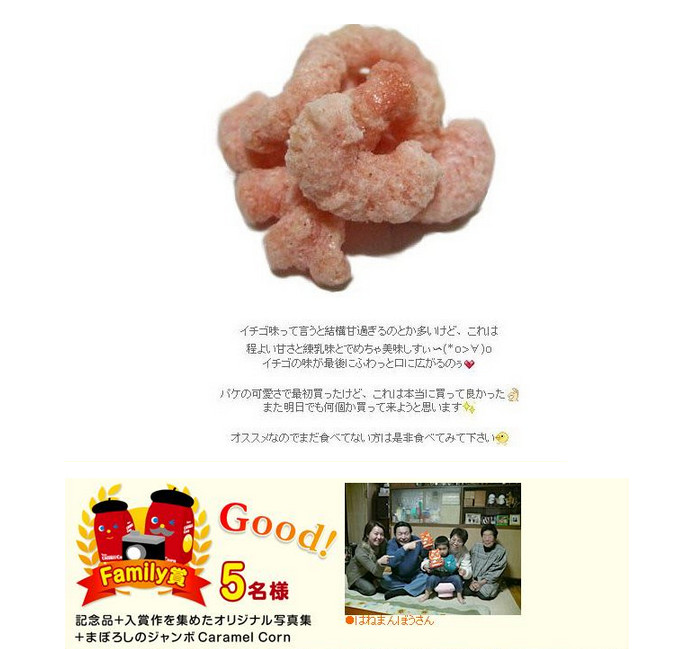 イチゴ味って言うと結構甘過ぎるのとか多いけど、これは
程よい甘さと練乳味とでめちゃ美味しすぃ〜(*o>∀)o
イチゴの味が最後にふわっと口に広がるのぅ
パケの可愛さで最初買ったけど、これは本当に買って良かった
また明日でも何個か買って来ようと思います
オススメなのでまだ食べてない方は是非食べてみて下さい
Good!
Family賞
5名様
記念品+入賞作を集めたオリジナル写真集
+まぼろしのジャンボCaramel Corn
●はねまんぼうさん